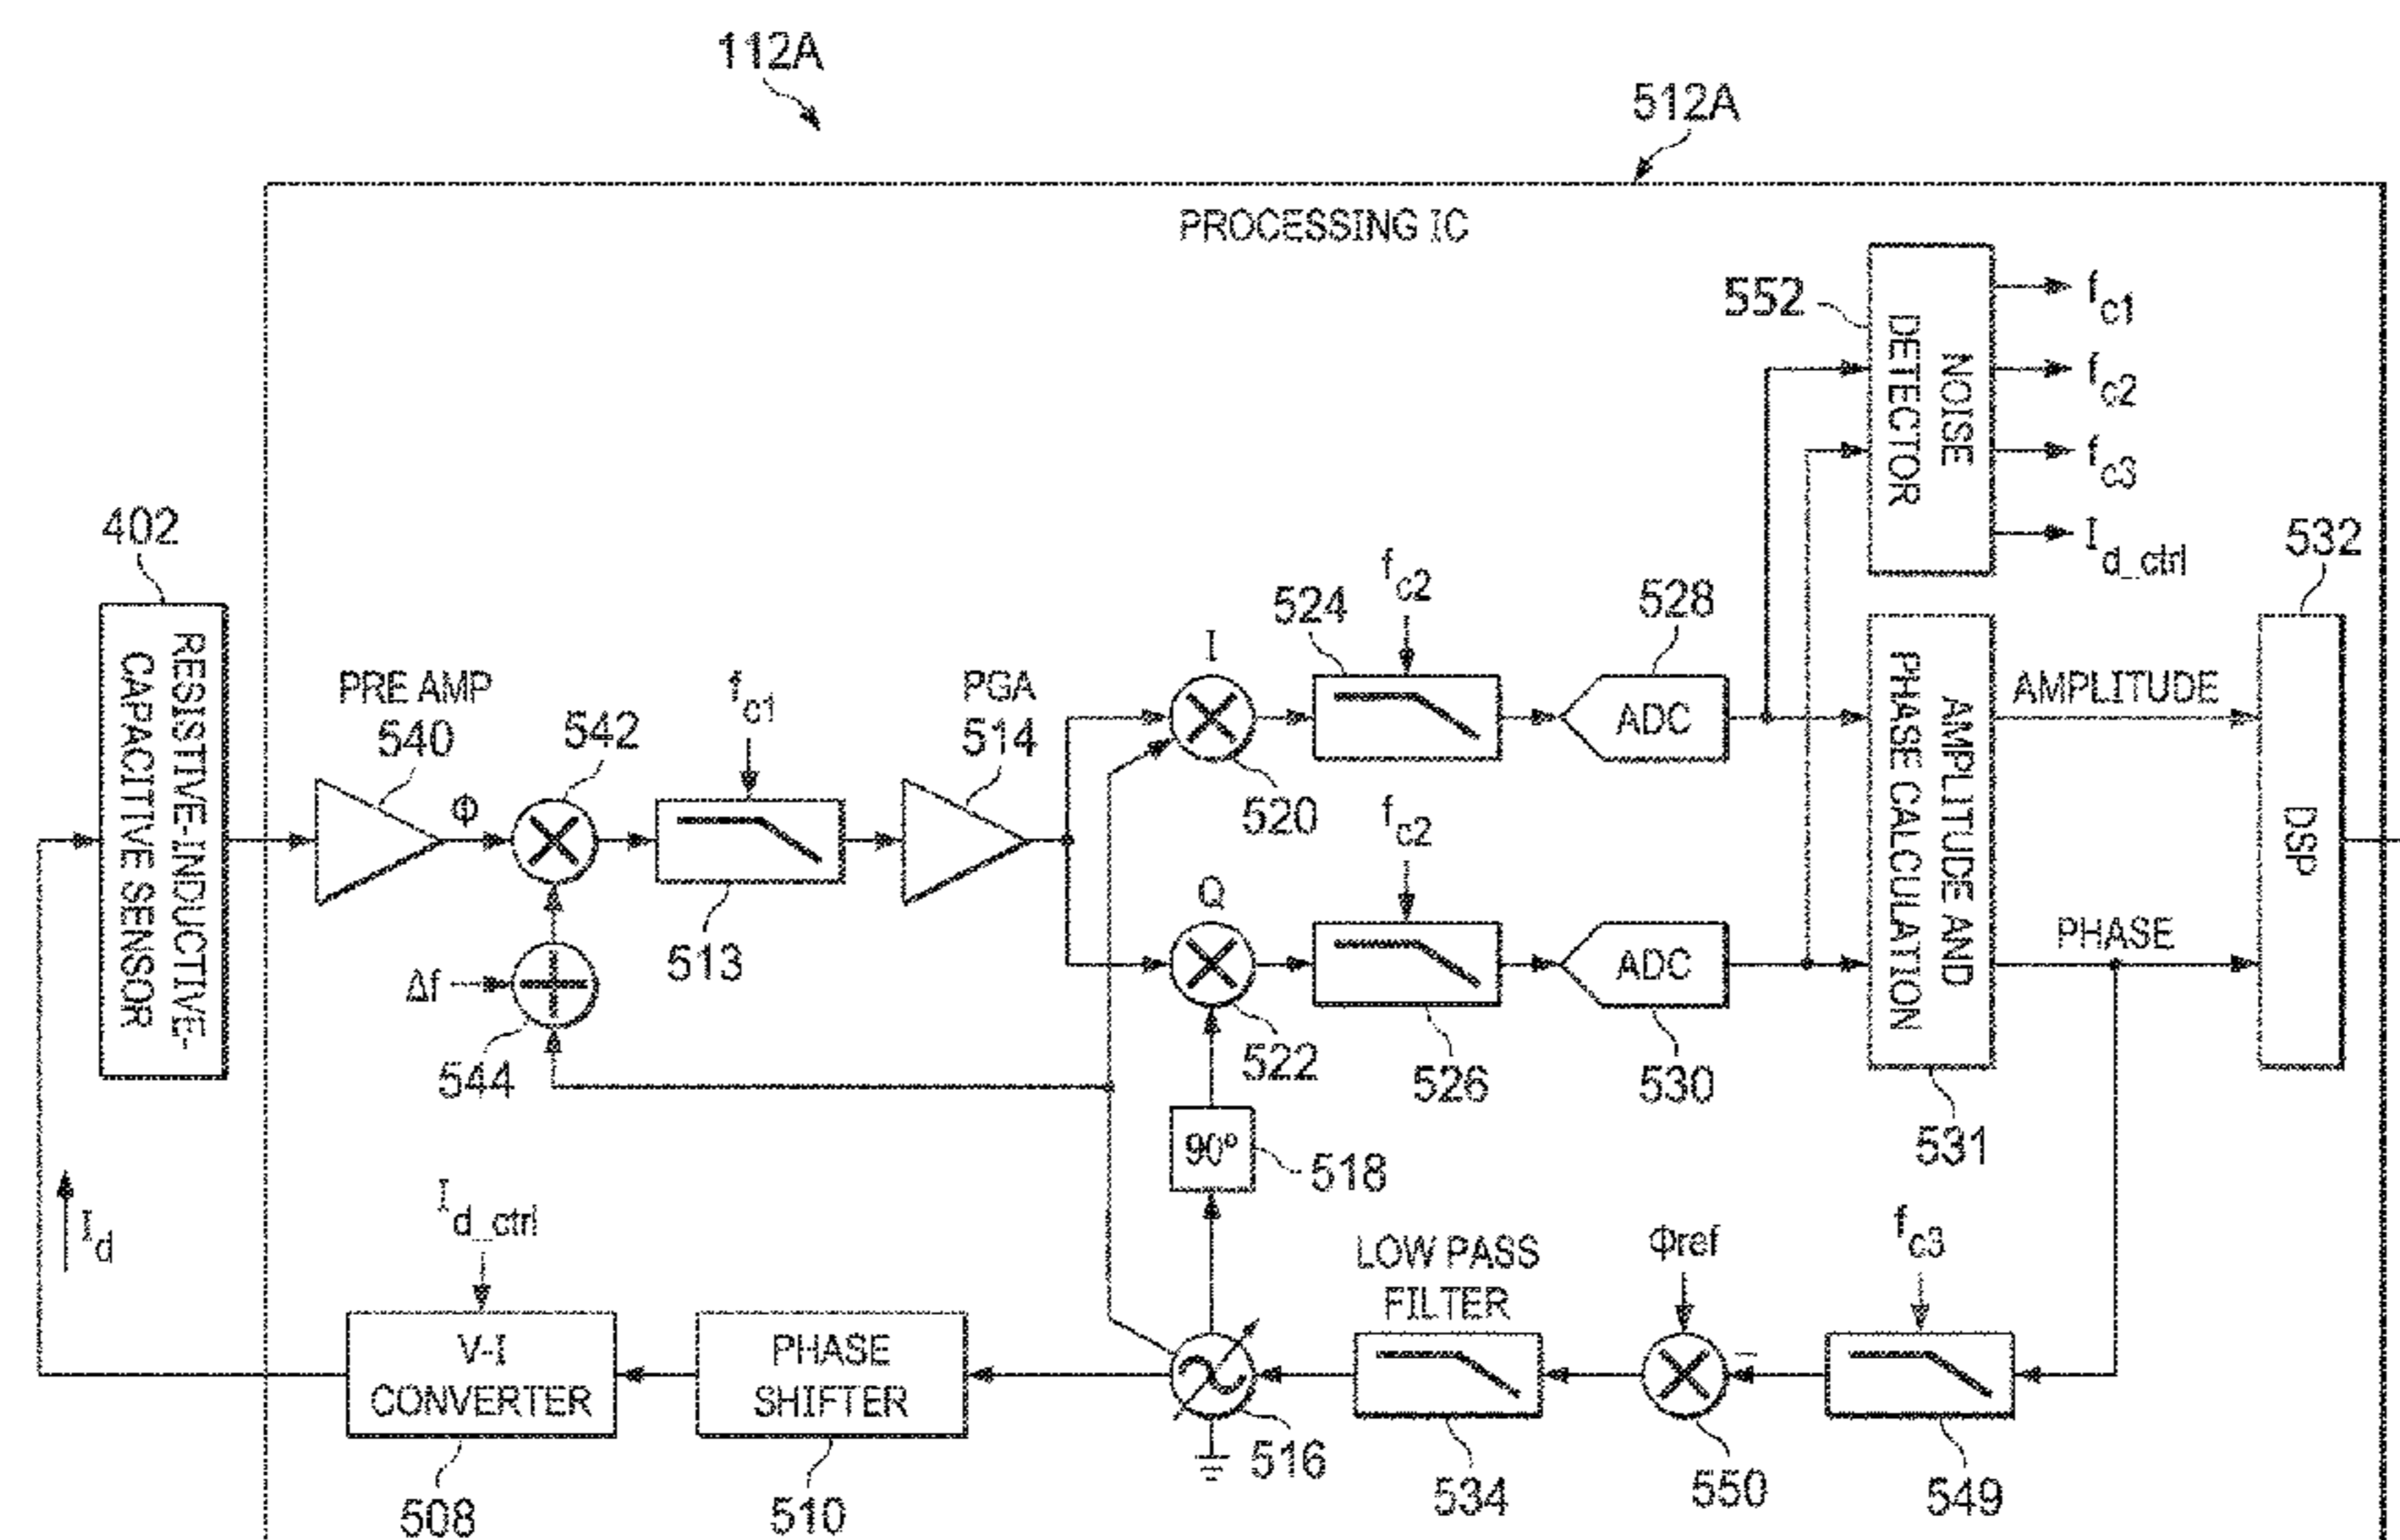 112A
512A
PROCESSING IC
552
NOISE
DETECTOR
fc1
fc2
fc3
Id_ctrl
402
RESISTIVE-INDUCTIVE-
CAPACITIVE SENSOR
PRE AMP
540
Φ
542
fc1
513
PGA
514
I
520
524
fc2
528
ADC
532
DSP
AMPLITUDE
AMPLITUDE AND
PHASE CALCULATION
531
PHASE
Q
522
fc2
526
ADC
530
Δf
544
90º
518
Id
Id_ctrl
V-I
CONVERTER
508
PHASE
SHIFTER
510
516
LOW PASS
FILTER
534
Φref
–
550
fc3
549